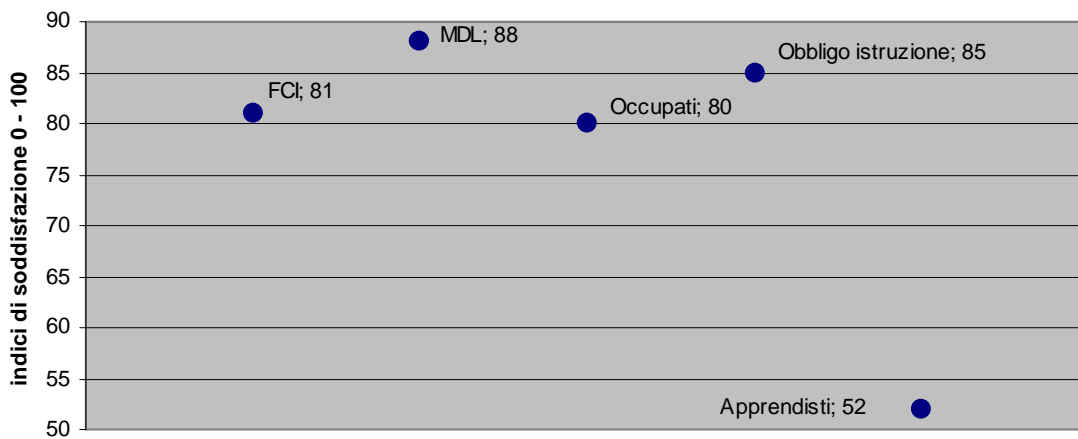 indici di soddisfazione 0 - 100
90
85
80
75
70
65
60
55
50
MDL; 88
Obbligo istruzione; 85
FCI; 81
Occupati; 80
Apprendisti; 52